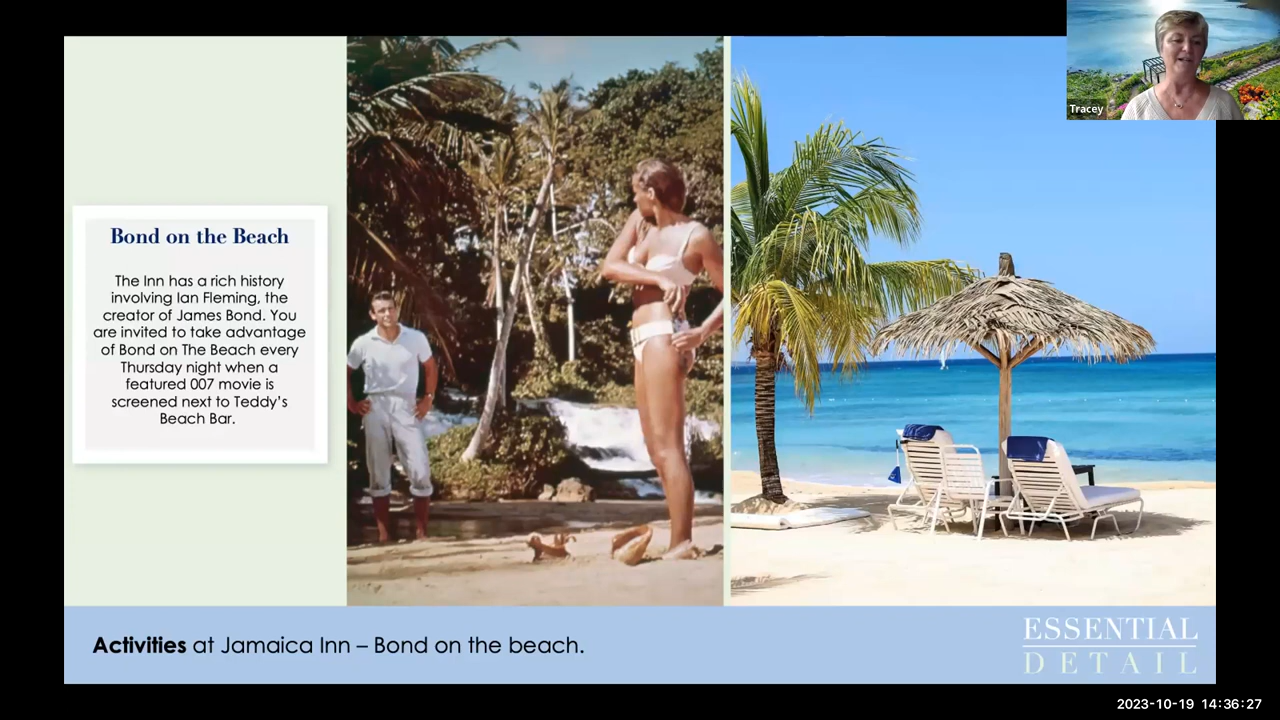 Tracey
Bond on the Beach
The Inn has a rich history
involving Ian Fleming, the
creator of James Bond. You
are invited to take advantage
of Bond on The Beach every
Thursday night when a
featured 007 movie is
screened next to Teddy’s
Beach Bar.
Activities at Jamaica Inn – Bond on the beach.
ESSENTIAL
DETAIL
2023-10-19 14:36:27